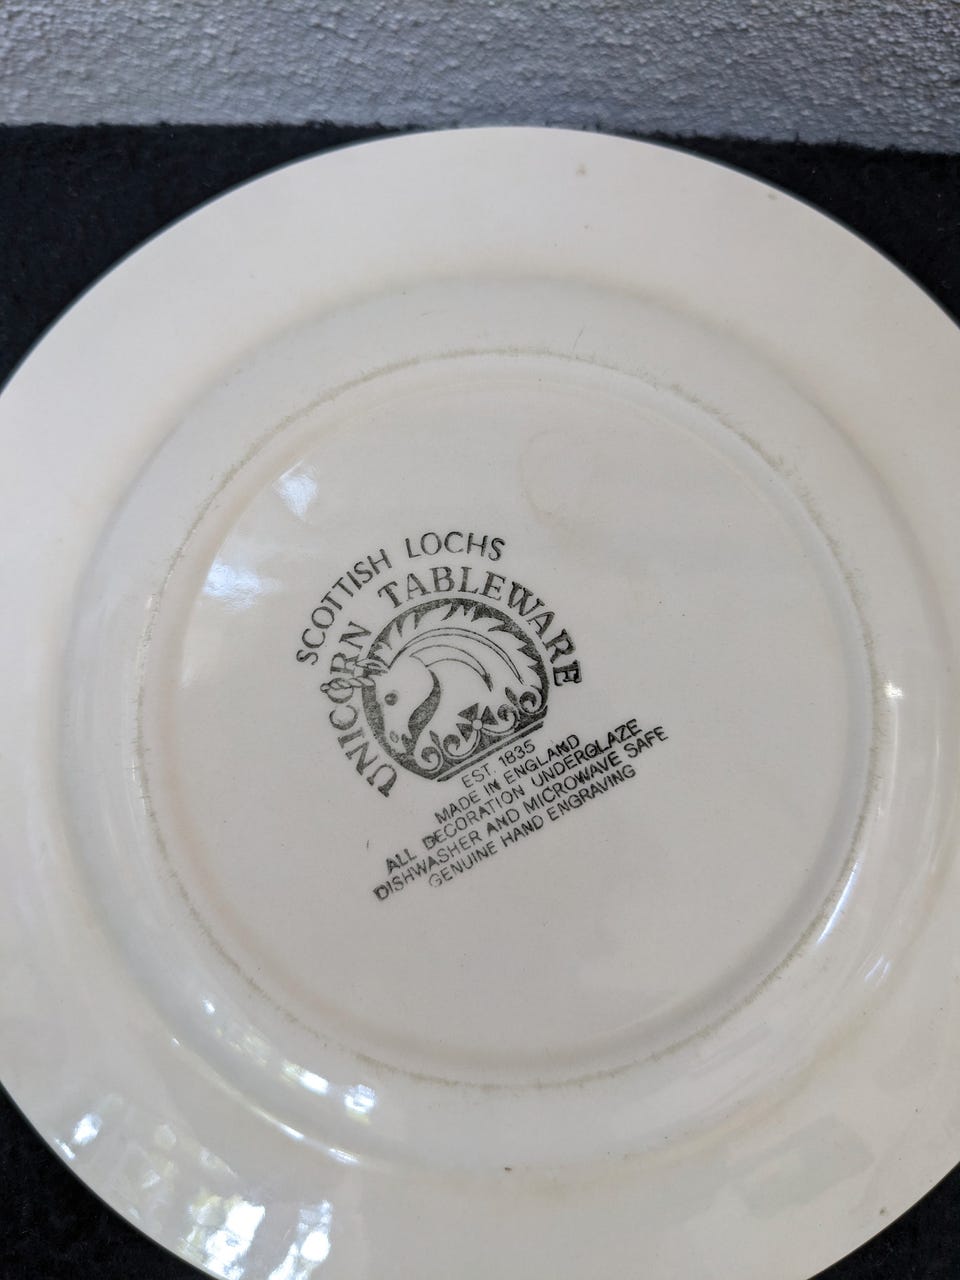 SCOTTISH LOCHS
UNICORN TABLEWARE
EST. 1835
MADE IN ENGLAND
ALL DECORATION UNDERGLAZE
DISHWASHER AND MICROWAVE SAFE
GENUINE HAND ENGRAVING